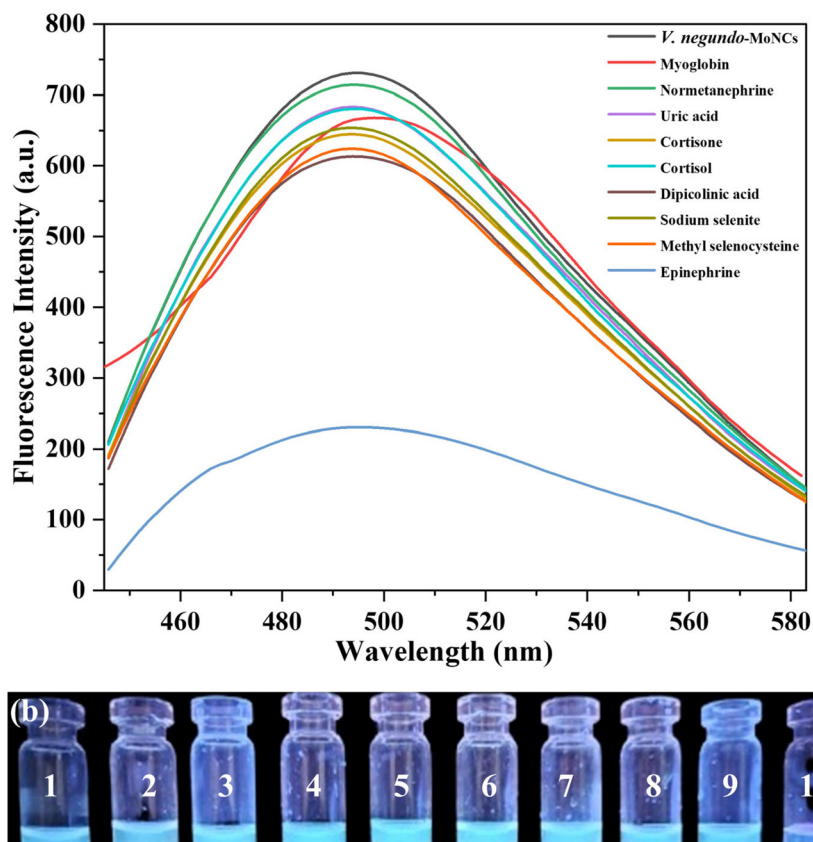 800
700
600
500
400
300
200
100
0
Fluorescence Intensity (a.u.)
V. negundo-MoNCs
Myoglobin
Normetanephrine
Uric acid
Cortisone
Cortisol
Dipicolinic acid
Sodium selenite
Methyl selenocysteine
Epinephrine
460 480 500 520 540 560 580
Wavelength (nm)
(b)
1 2 3 4 5 6 7 8 9